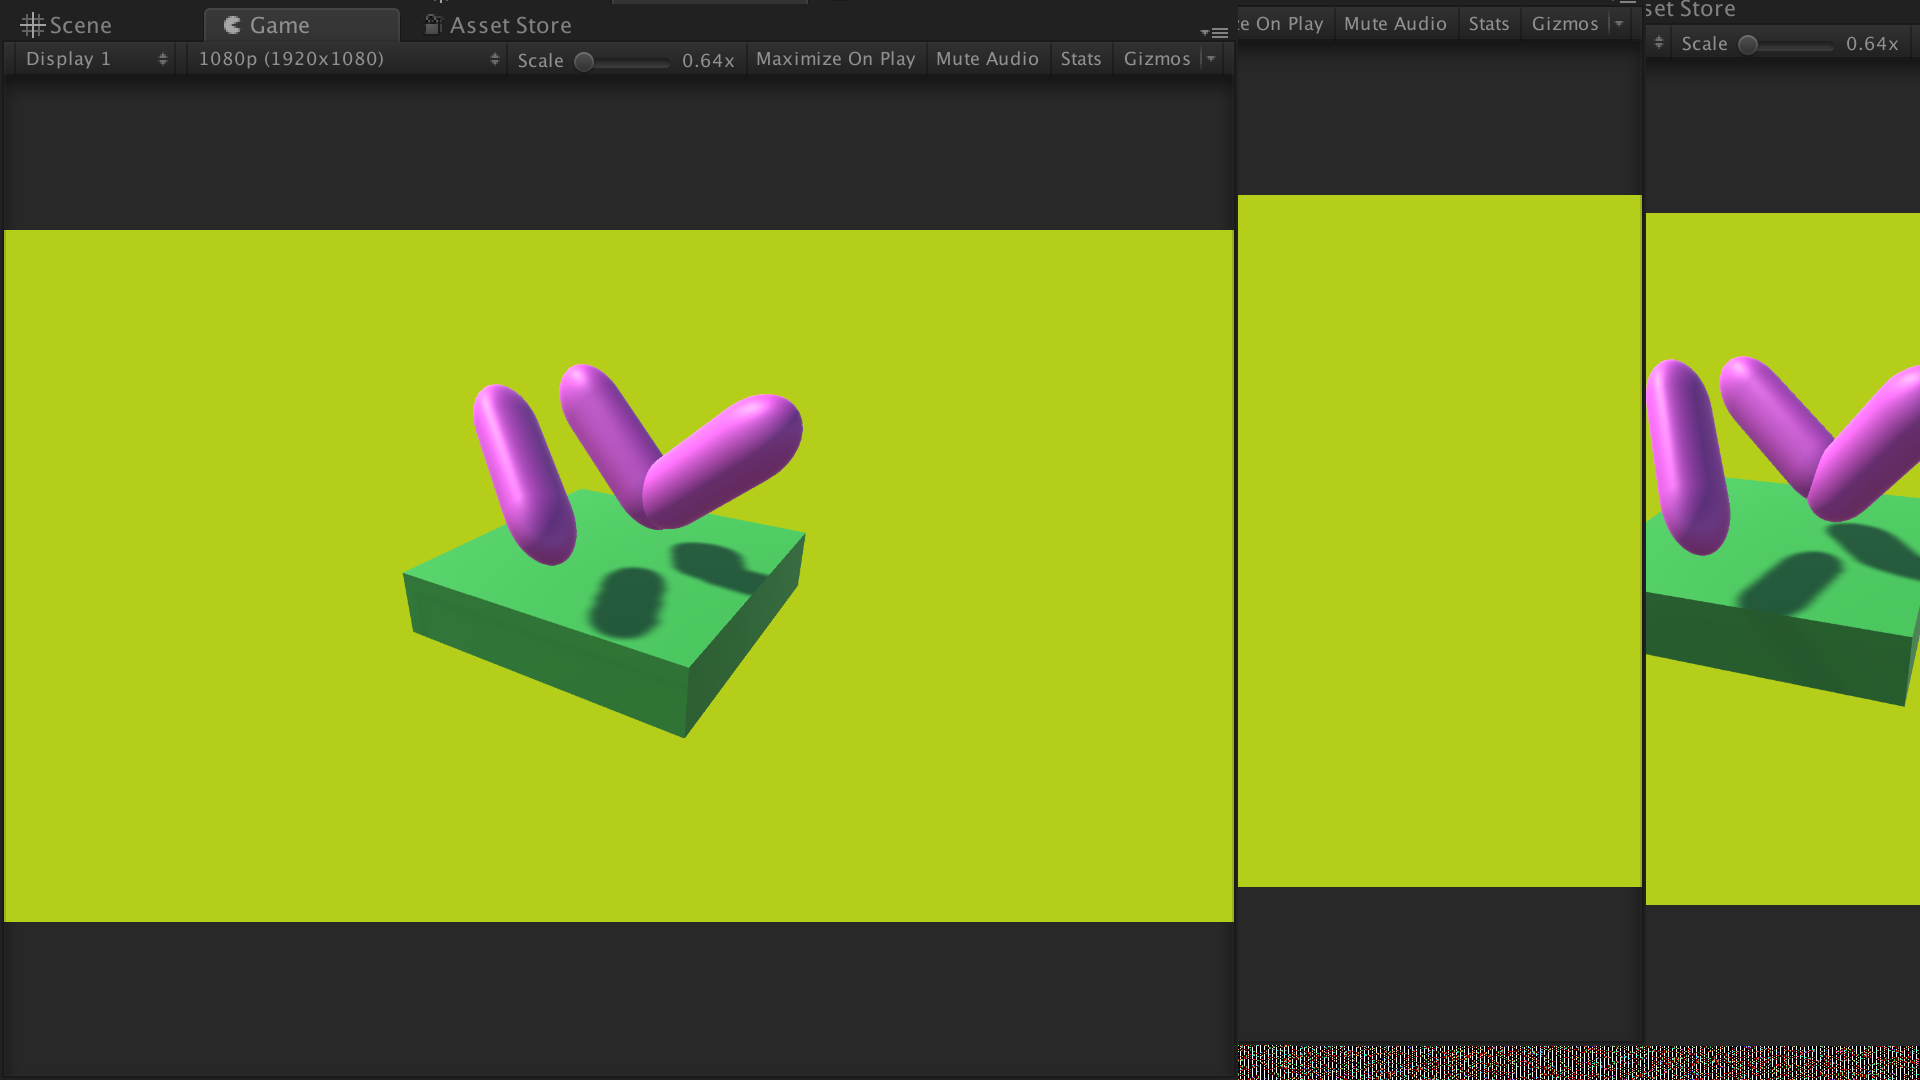 Scene Game Asset Store
Display 1 1080p (1920x1080) Scale 0.64x Maximize On Play Mute Audio Stats Gizmos
On Play Mute Audio Stats Gizmos
Store
Scale 0.64x